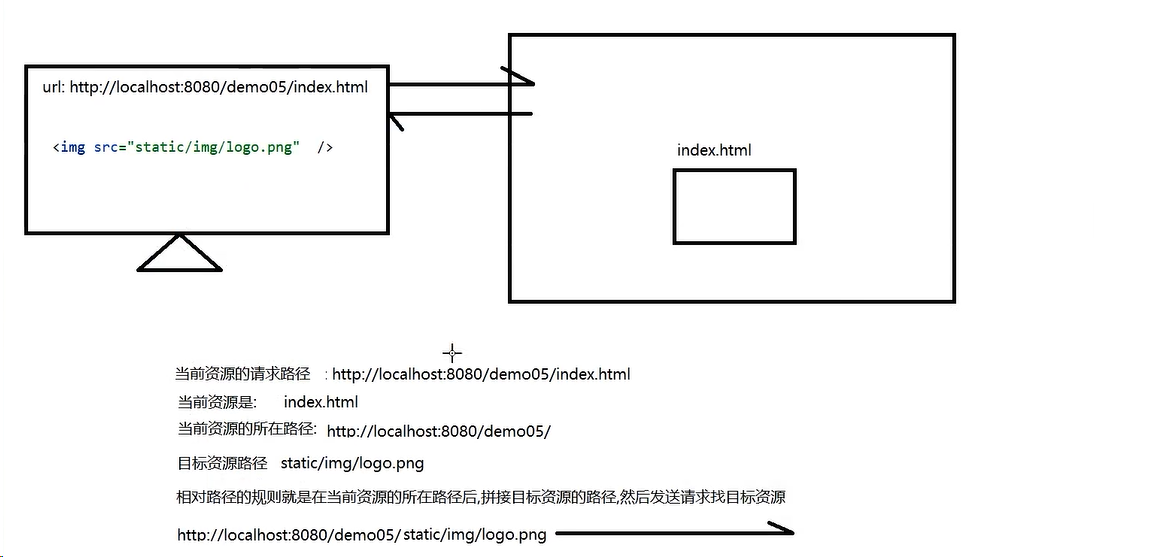 url: http://localhost:8080/demo05/index.html
<img src="static/img/logo.png"  />
index.html
当前资源的请求路径 : http://localhost:8080/demo05/index.html
当前资源是: index.html
当前资源的所在路径: http://localhost:8080/demo05/
目标资源路径 static/img/logo.png
相对路径的规则就是在当前资源的所在路径后,拼接目标资源的路径,然后发送请求找目标资源
http://localhost:8080/demo05/ static/img/logo.png